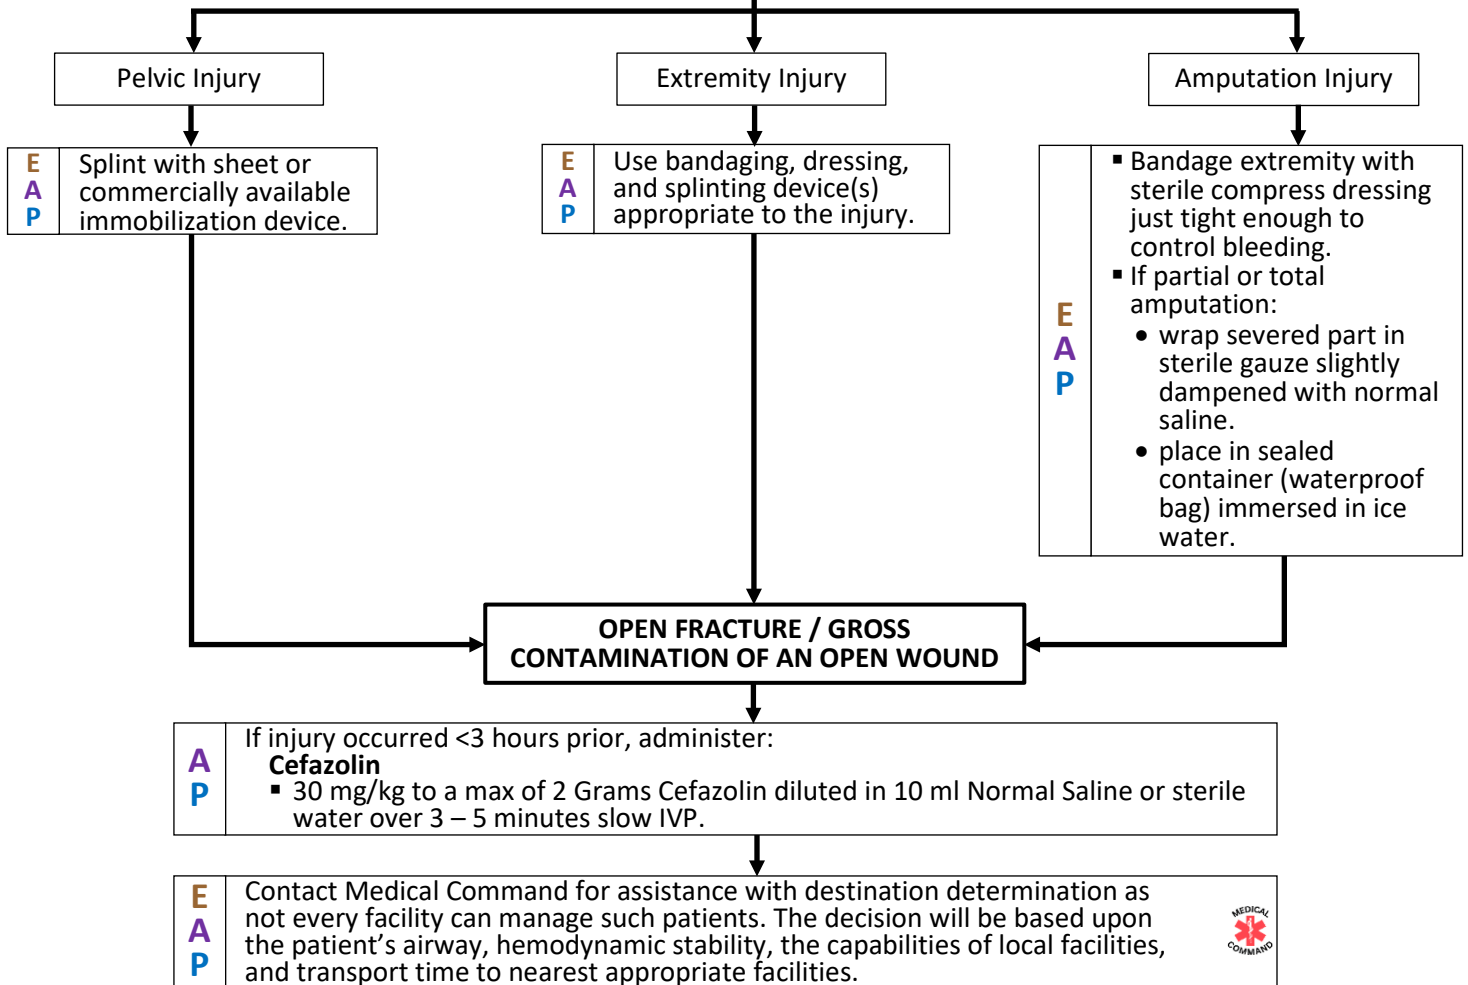 Pelvic Injury
E
A
P
Splint with sheet or
commercially available
immobilization device.
Extremity Injury
E
A
P
Use bandaging, dressing,
and splinting device(s)
appropriate to the injury.
Amputation Injury
E
A
P
▪ Bandage extremity with
sterile compress dressing
just tight enough to
control bleeding.
▪ If partial or total
amputation:
• wrap severed part in
sterile gauze slightly
dampened with normal
saline.
• place in sealed
container (waterproof
bag) immersed in ice
water.
OPEN FRACTURE / GROSS
CONTAMINATION OF AN OPEN WOUND
A
P
If injury occurred <3 hours prior, administer:
Cefazolin
▪ 30 mg/kg to a max of 2 Grams Cefazolin diluted in 10 ml Normal Saline or sterile
water over 3 – 5 minutes slow IVP.
E
A
P
Contact Medical Command for assistance with destination determination as
not every facility can manage such patients. The decision will be based upon
the patient’s airway, hemodynamic stability, the capabilities of local facilities,
and transport time to nearest appropriate facilities.
MEDICAL
COMMAND